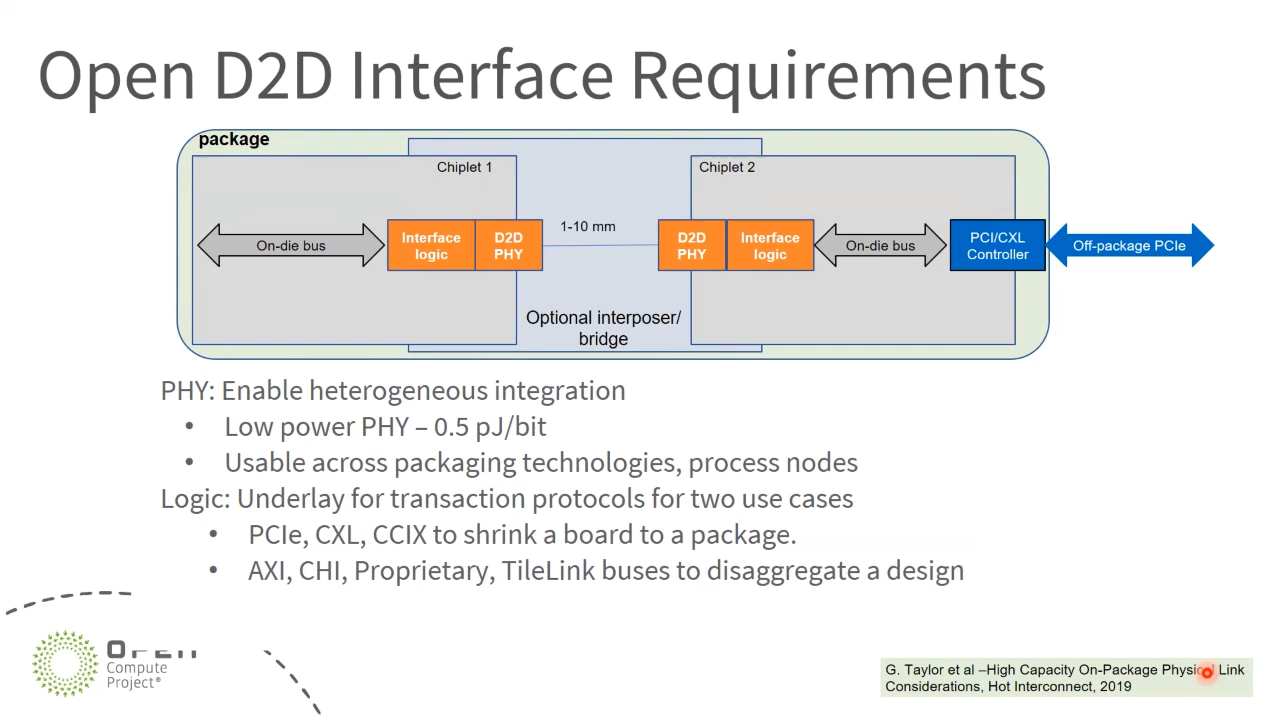 Open D2D Interface Requirements
package
Chiplet 1
Chiplet 2
On-die bus
Interface
logic
D2D
PHY
1-10 mm
D2D
PHY
Interface
logic
On-die bus
PCI/CXL
Controller
Off-package PCIe
Optional interposer/
bridge
PHY: Enable heterogeneous integration
• Low power PHY – 0.5 pJ/bit
• Usable across packaging technologies, process nodes
Logic: Underlay for transaction protocols for two use cases
• PCIe, CXL, CCIX to shrink a board to a package.
• AXI, CHI, Proprietary, TileLink buses to disaggregate a design
OPEN
Compute
Project®
G. Taylor et al –High Capacity On-Package Physical Link
Considerations, Hot Interconnect, 2019